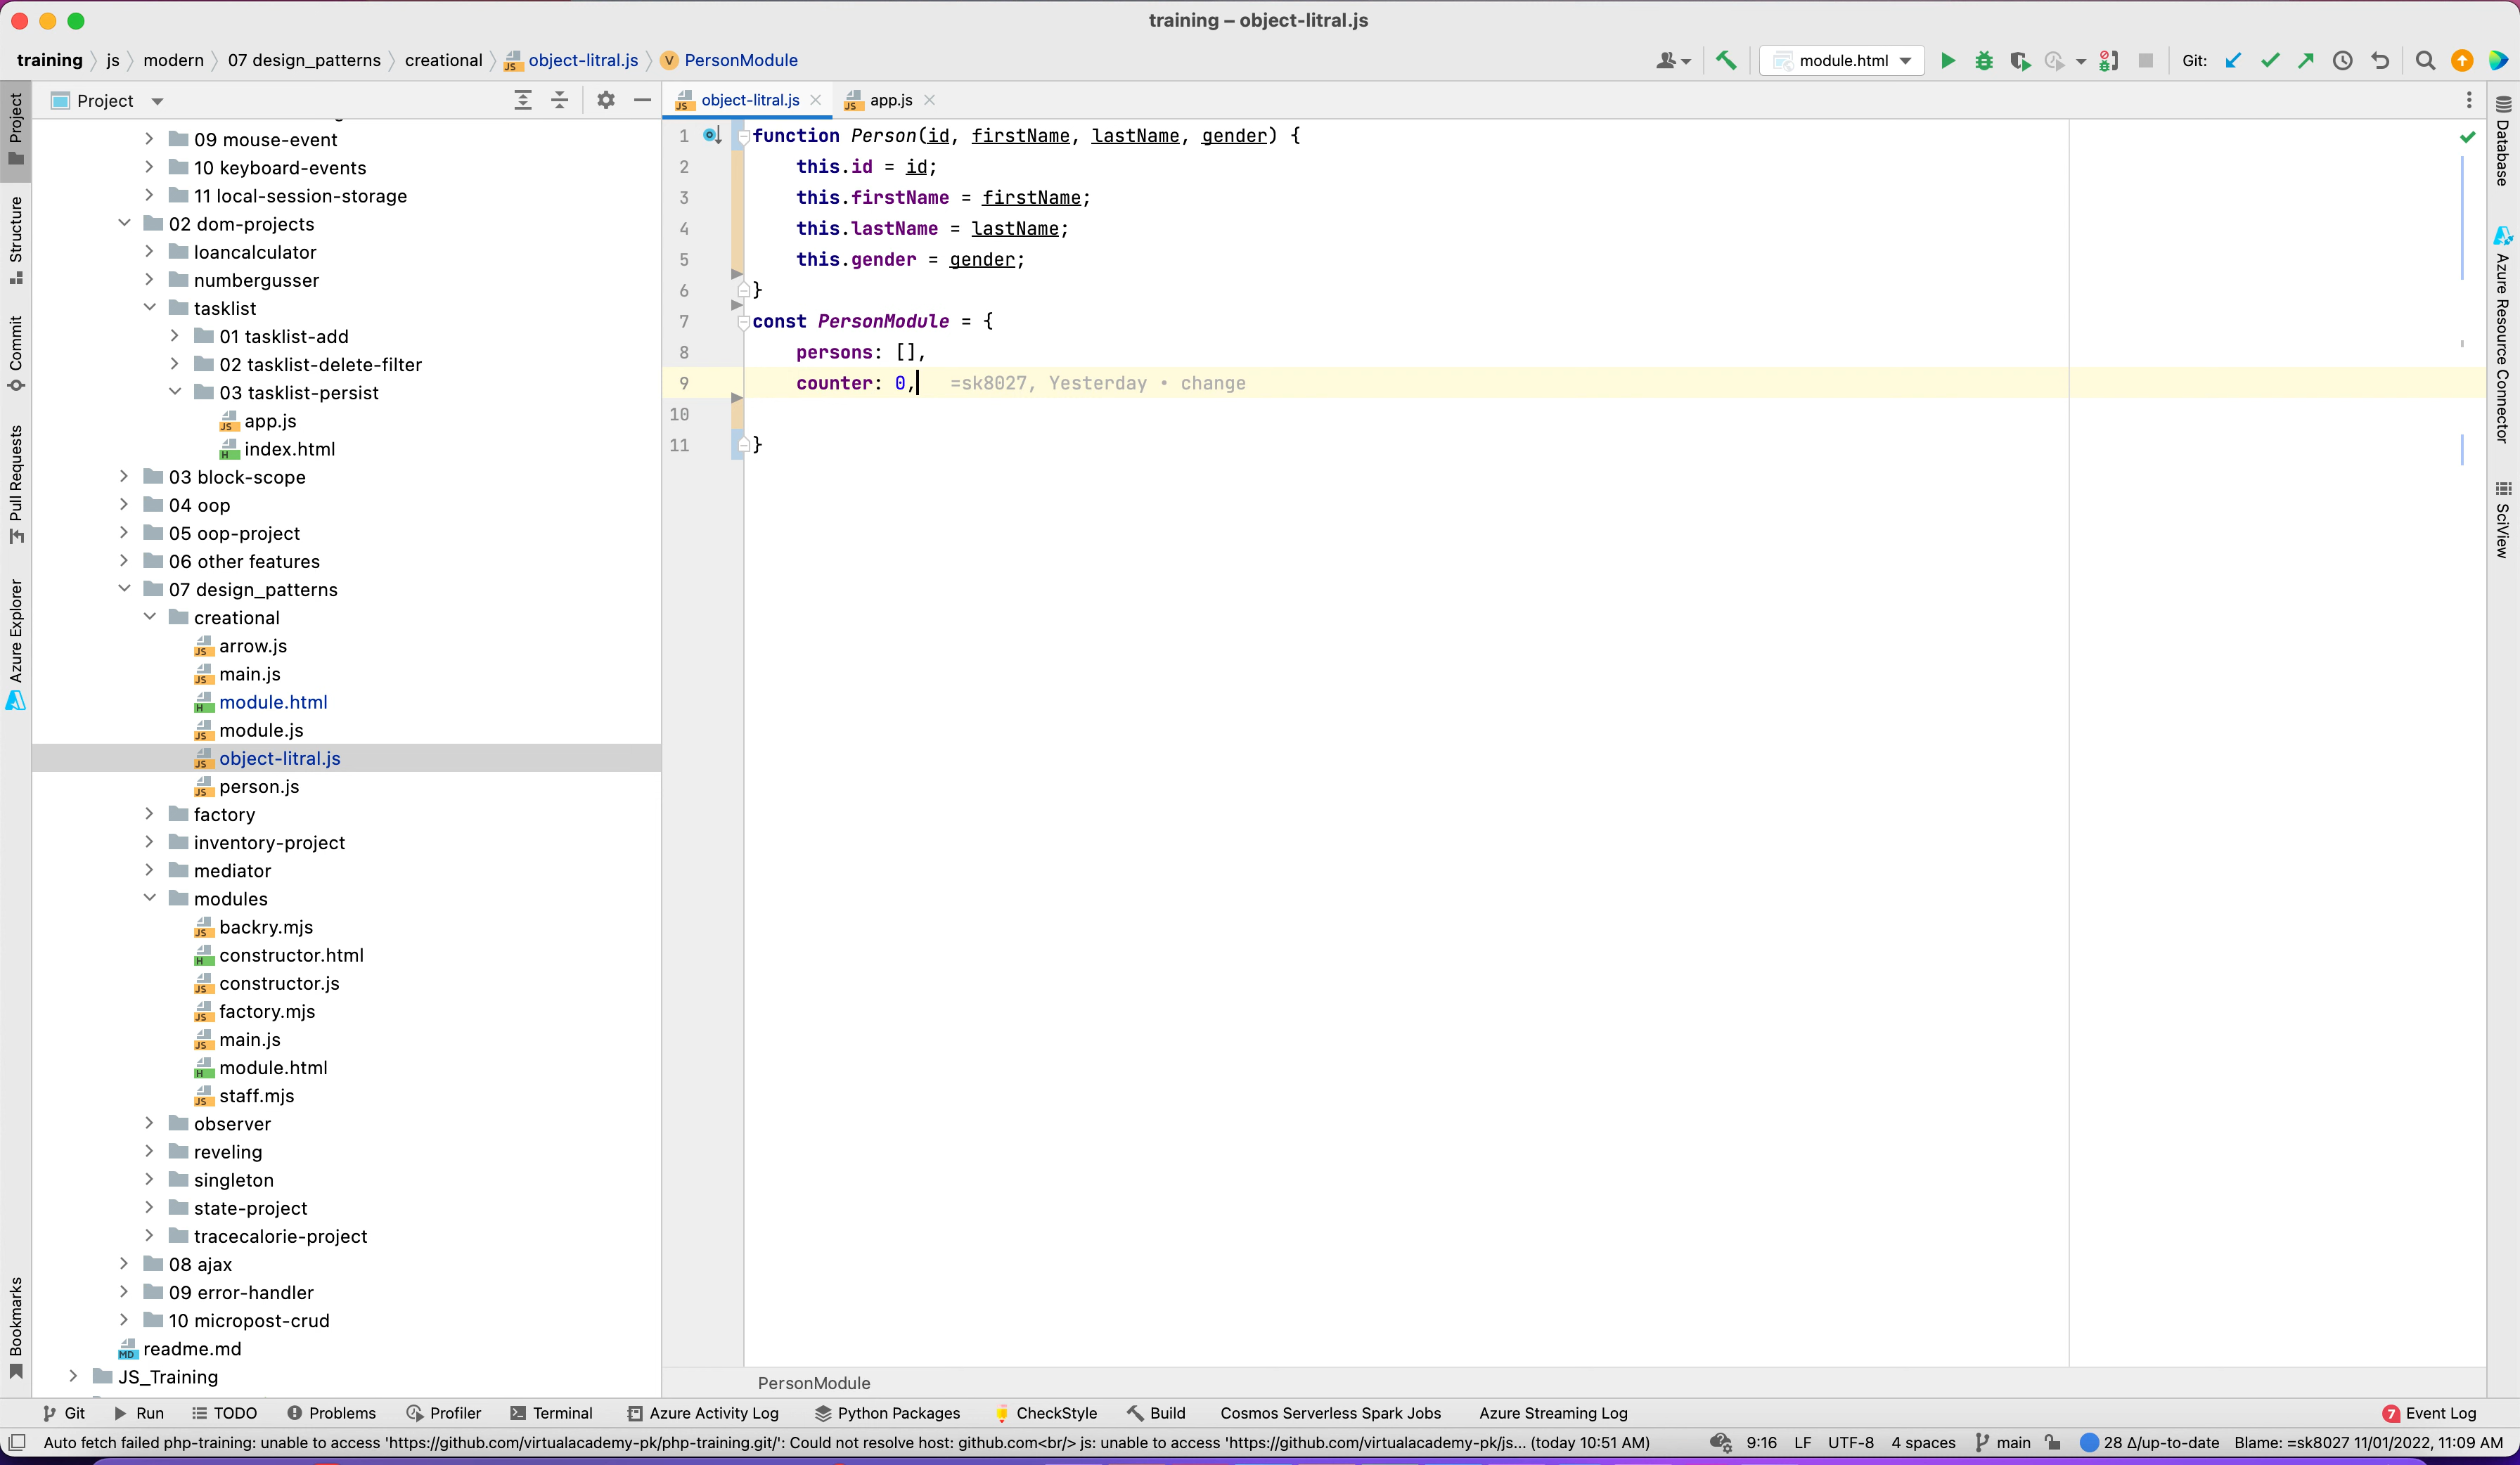 training – object-litral.js
training js modern 07 design_patterns creational object-litral.js V PersonModule module.html Git:
Project
object-litral.js app.js
Project
Structure
Commit
Pull Requests
Azure Explorer
Bookmarks
09 mouse-event
10 keyboard-events
11 local-session-storage
02 dom-projects
loancalculator
numbergusser
tasklist
01 tasklist-add
02 tasklist-delete-filter
03 tasklist-persist
app.js
index.html
03 block-scope
04 oop
05 oop-project
06 other features
07 design_patterns
creational
arrow.js
main.js
module.html
module.js
object-litral.js
person.js
factory
inventory-project
mediator
modules
backry.mjs
constructor.html
constructor.js
factory.mjs
main.js
module.html
staff.mjs
observer
reveling
singleton
state-project
tracecalorie-project
08 ajax
09 error-handler
10 micropost-crud
readme.md
JS_Training
1 function Person(id, firstName, lastName, gender) {
2 this.id = id;
3 this.firstName = firstName;
4 this.lastName = lastName;
5 this.gender = gender;
6 }
7 const PersonModule = {
8 persons: [],
9 counter: 0, =sk8027, Yesterday • change
10
11 }
PersonModule
Database
Azure Resource Connector
SciView
Git Run TODO Problems Profiler Terminal Azure Activity Log Python Packages CheckStyle Build Cosmos Serverless Spark Jobs Azure Streaming Log 7 Event Log
Auto fetch failed php-training: unable to access 'https://github.com/virtualacademy-pk/php-training.git/': Could not resolve host: github.com<br/> js: unable to access 'https://github.com/virtualacademy-pk/js... (today 10:51 AM) 9:16 LF UTF-8 4 spaces main 28 Δ/up-to-date Blame: =sk8027 11/01/2022, 11:09 AM